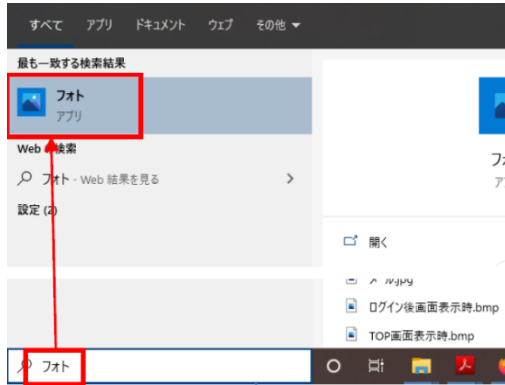 すべて アプリ ドキュメント ウェブ その他
最も一致する検索結果
フォト
アプリ
Web 検索
フォト - Web 結果を見る
設定 (2)
開く
ログイン後画面表示時.bmp
TOP画面表示時.bmp
フォト